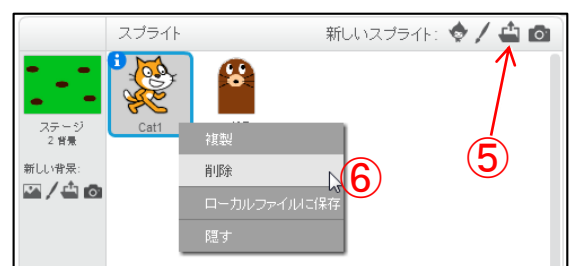 スプライト
新しいスプライト:
ステージ
2 背景
新しい背景:
Cat1
複製
削除
ローカルファイルに保存
隠す
⑤
⑥